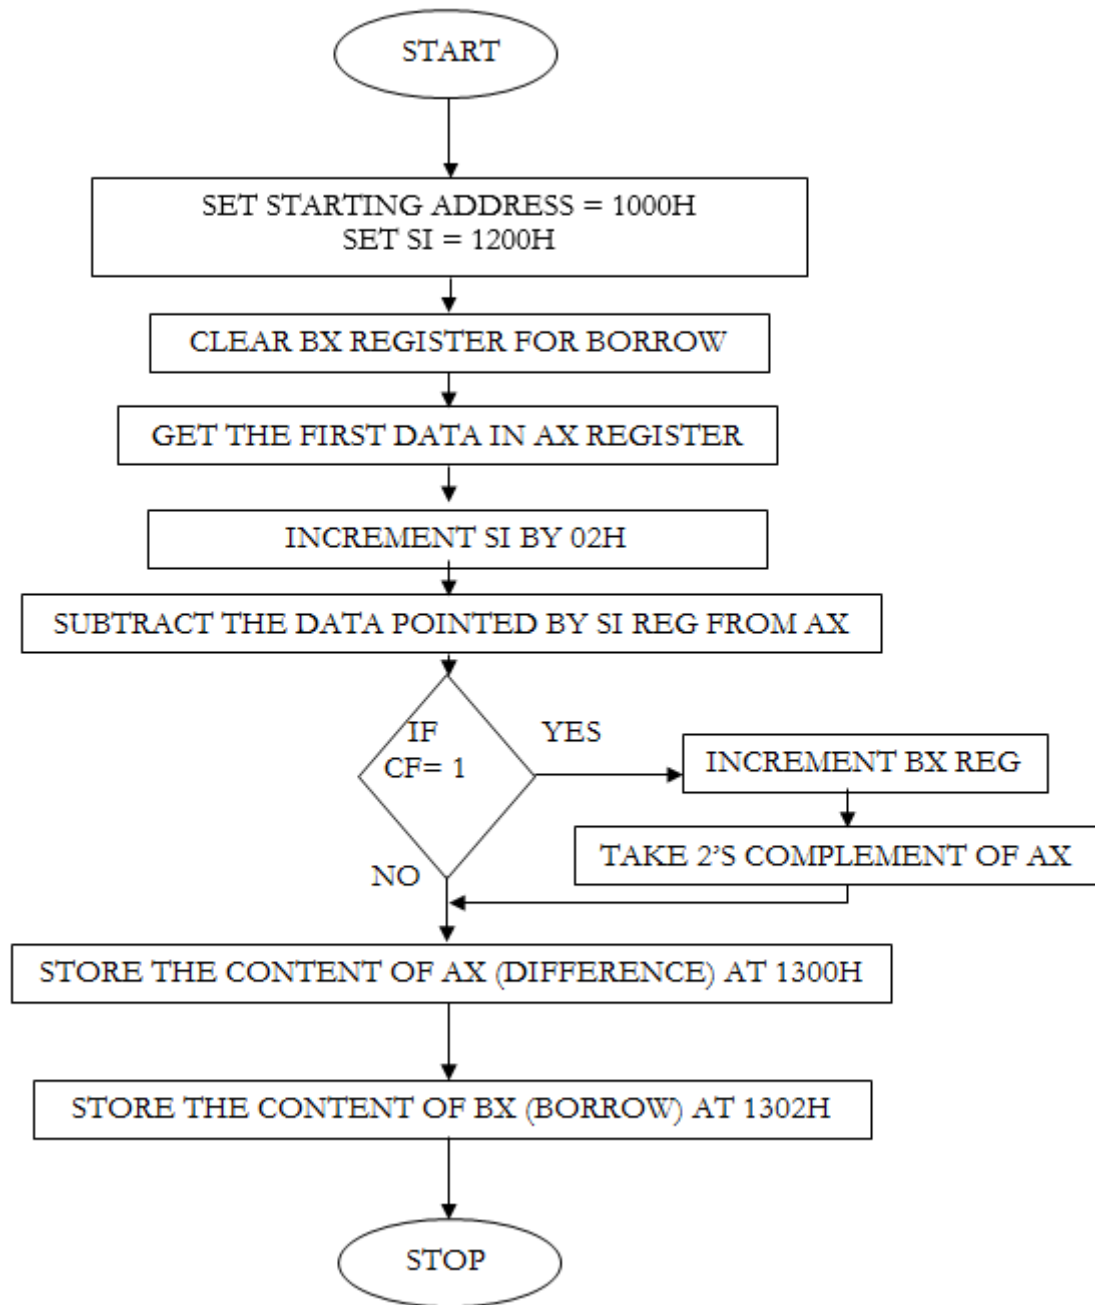 START
SET STARTING ADDRESS = 1000H
SET SI = 1200H
CLEAR BX REGISTER FOR BORROW
GET THE FIRST DATA IN AX REGISTER
INCREMENT SI BY 02H
SUBTRACT THE DATA POINTED BY SI REG FROM AX
IF
CF= 1
YES
INCREMENT BX REG
TAKE 2’S COMPLEMENT OF AX
NO
STORE THE CONTENT OF AX (DIFFERENCE) AT 1300H
STORE THE CONTENT OF BX (BORROW) AT 1302H
STOP